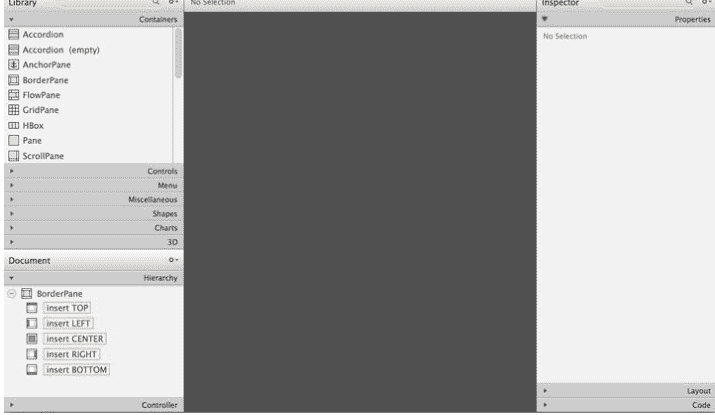 Library
No Selection
Inspector
Containers
Properties
Accordion
Accordion (empty)
AnchorPane
BorderPane
FlowPane
GridPane
HBox
Pane
ScrollPane
Controls
Menu
Miscellaneous
Shapes
Charts
3D
Document
Hierarchy
BorderPane
insert TOP
insert LEFT
insert CENTER
insert RIGHT
insert BOTTOM
Controller
No Selection
Layout
Code